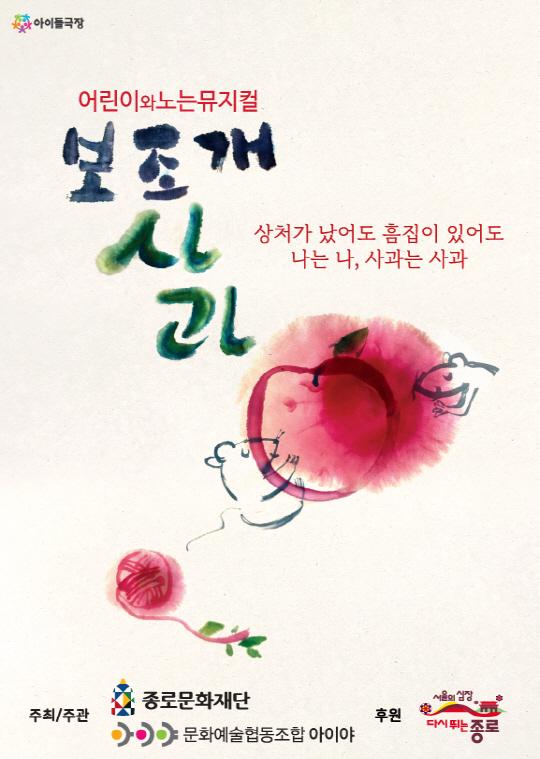 아이들극장
어린이와노는뮤지컬
보조개
사
과
상처가 났어도 흠집이 있어도
나는 나, 사과는 사과
주최/주관
종로문화재단
문화예술협동조합 아이야
후원
서울의 심장
다시 뛰는 종로